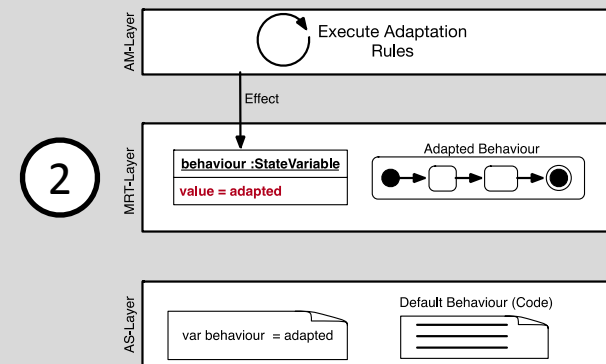 AM-Layer
Execute Adaptation
Rules
Effect
2
MRT-Layer
behaviour :StateVariable
value = adapted
Adapted Behaviour
AS-Layer
var behaviour = adapted
Default Behaviour (Code)